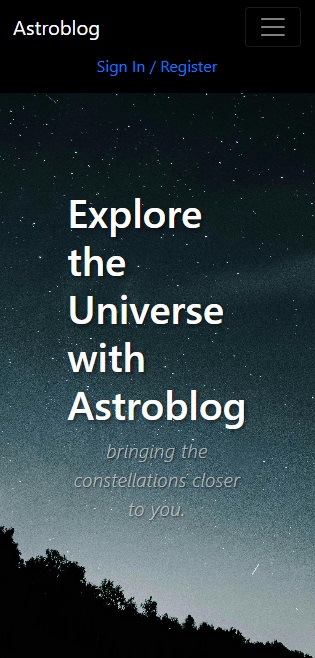 Astroblog
Sign In / Register
Explore
the
Universe
with
Astroblog
bringing the
constellations closer
to you.